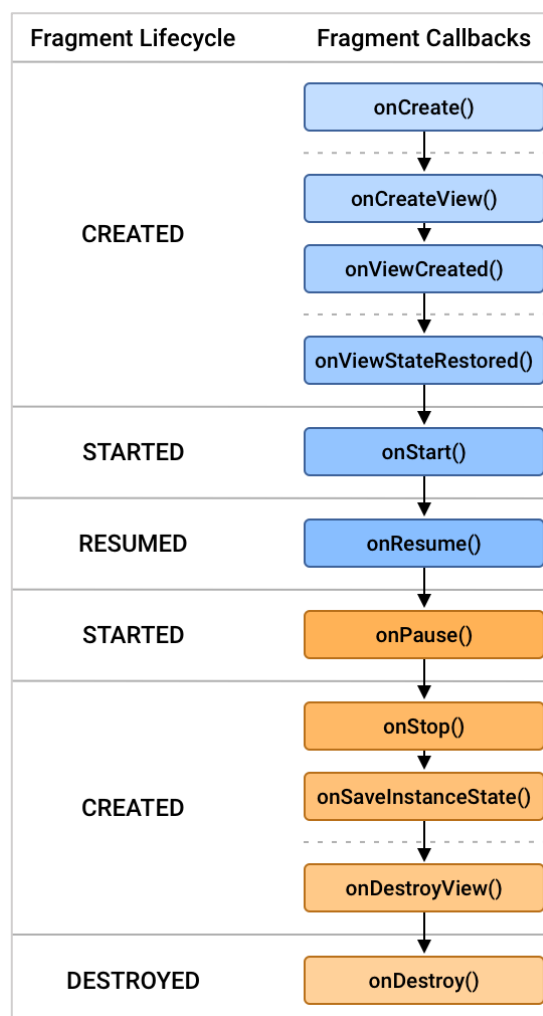 Fragment Lifecycle Fragment Callbacks
onCreate()
onCreateView()
CREATED
onViewCreated()
onViewStateRestored()
STARTED onStart()
RESUMED onResume()
STARTED onPause()
onStop()
CREATED onSaveInstanceState()
onDestroyView()
DESTROYED onDestroy()